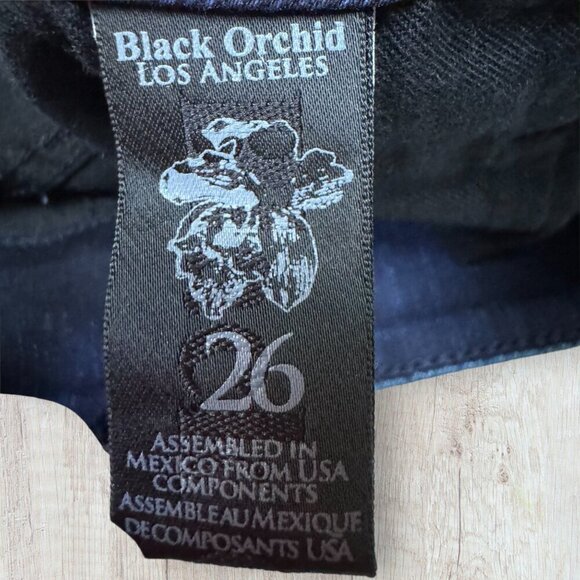 Black Orchid
LOS ANGELES
26
ASSEMBLED IN
MEXICO FROM USA
COMPONENTS
ASSEMBLE AU MEXIQUE
DE COMPOSANTS USA